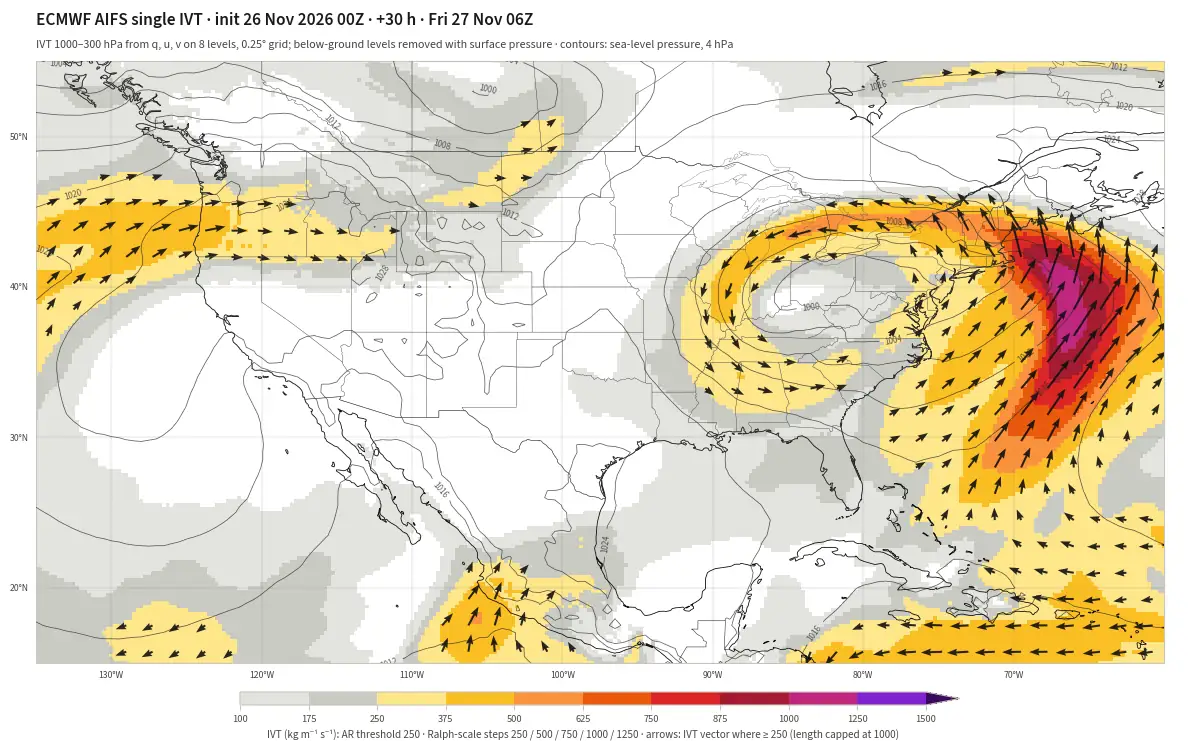 ECMWF AIFS single IVT · init 26 Nov 2026 00Z · +30 h · Fri 27 Nov 06Z
IVT 1000–300 hPa from q, u, v on 8 levels, 0.25° grid; below-ground levels removed with surface pressure · contours: sea-level pressure, 4 hPa
1004
1000
1012
1016
1012
1020
50°N
1012
1008
1024
1020
1012
1008
1028
40°N
1000
1004
30°N
1016
1024
20°N
1016
1012
130°W
120°W
110°W
100°W
90°W
80°W
70°W
100
175
250
375
500
625
750
875
1000
1250
1500
IVT (kg m⁻¹ s⁻¹): AR threshold 250 · Ralph-scale steps 250 / 500 / 750 / 1000 / 1250 · arrows: IVT vector where ≥ 250 (length capped at 1000)